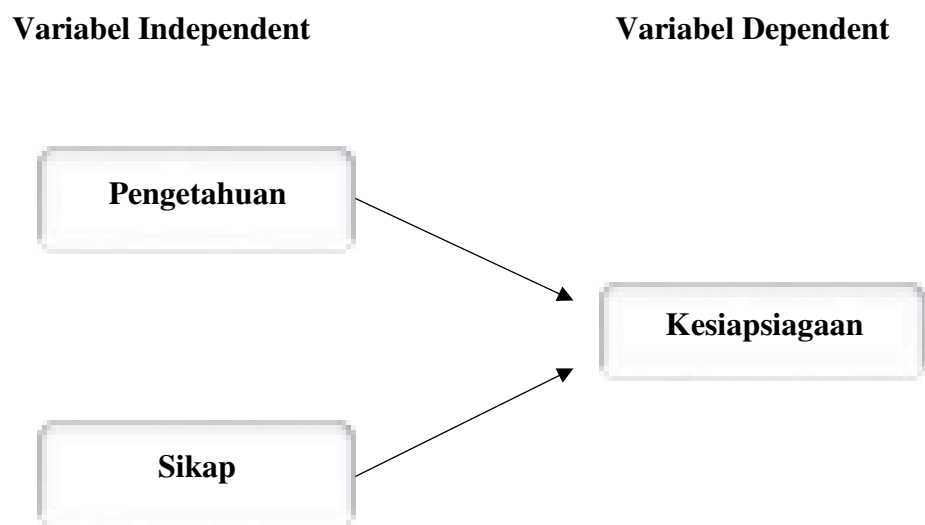 Variabel Independent
Variabel Dependent
Pengetahuan
Kesiapsiagaan
Sikap